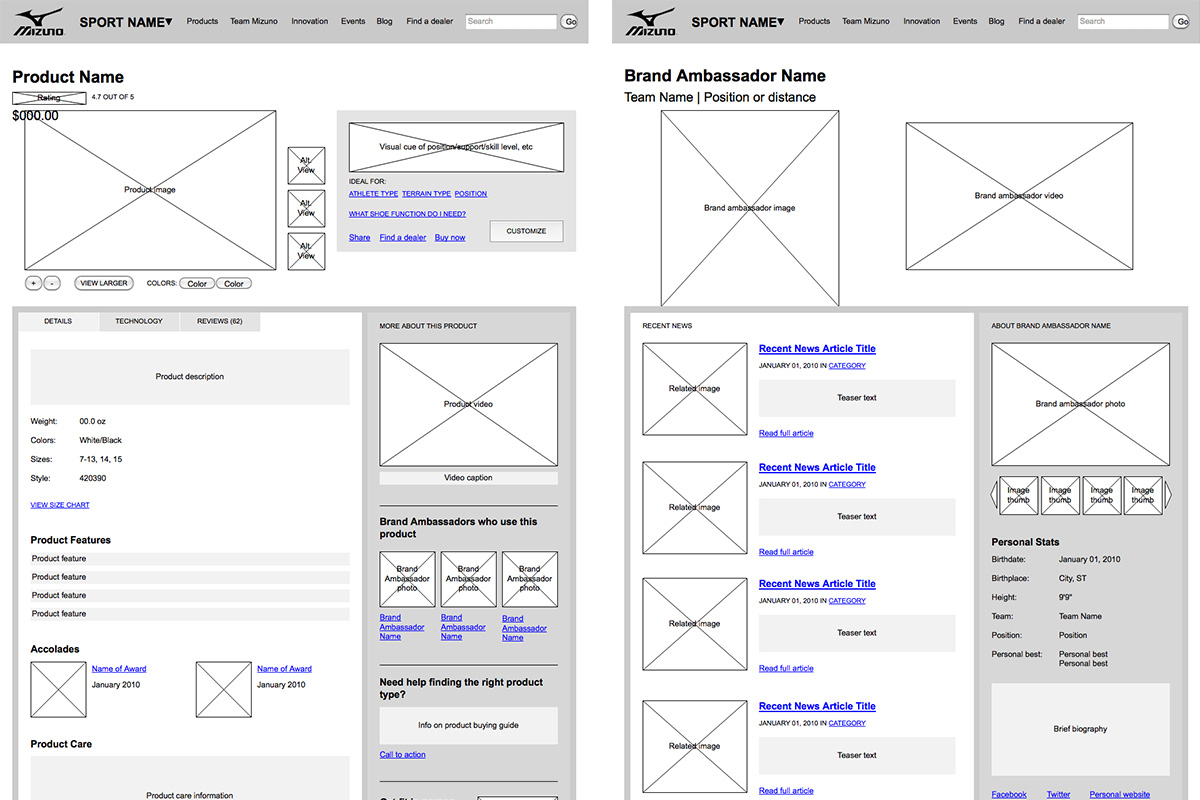 MIZUNO SPORT NAME▾ Products Team Mizuno Innovation Events Blog Find a dealer Search Go
Product Name
Rating 4.7 OUT OF 5
$000.00
Product image
Alt. View
Alt. View
Alt. View
Visual cue of position/support/skill level, etc
IDEAL FOR:
ATHLETE TYPE TERRAIN TYPE POSITION
WHAT SHOE FUNCTION DO I NEED?
Share Find a dealer Buy now CUSTOMIZE
+ - VIEW LARGER COLORS: Color Color
DETAILS TECHNOLOGY REVIEWS (62)
Product description
Weight: 00.0 oz
Colors: White/Black
Sizes: 7-13, 14, 15
Style: 420390
VIEW SIZE CHART
Product Features
Product feature
Product feature
Product feature
Product feature
Accolades
Name of Award
January 2010
Name of Award
January 2010
Product Care
Product care information
MORE ABOUT THIS PRODUCT
Product video
Video caption
Brand Ambassadors who use this
product
Brand
Ambassador
photo
Brand
Ambassador
photo
Brand
Ambassador
photo
Brand
Ambassador
Name
Brand
Ambassador
Name
Brand
Ambassador
Name
Need help finding the right product
type?
Info on product buying guide
Call to action
MIZUNO SPORT NAME▾ Products Team Mizuno Innovation Events Blog Find a dealer Search Go
Brand Ambassador Name
Team Name | Position or distance
Brand ambassador image
Brand ambassador video
RECENT NEWS
Related image
Recent News Article Title
JANUARY 01, 2010 IN CATEGORY
Teaser text
Read full article
Related image
Recent News Article Title
JANUARY 01, 2010 IN CATEGORY
Teaser text
Read full article
Related image
Recent News Article Title
JANUARY 01, 2010 IN CATEGORY
Teaser text
Read full article
Related image
Recent News Article Title
JANUARY 01, 2010 IN CATEGORY
Teaser text
Read full article
ABOUT BRAND AMBASSADOR NAME
Brand ambassador photo
Image
thumb
Image
thumb
Image
thumb
Image
thumb
Personal Stats
Birthdate: January 01, 2010
Birthplace: City, ST
Height: 9'9"
Team: Team Name
Position: Position
Personal best: Personal best
Personal best
Brief biography
Facebook Twitter Personal website